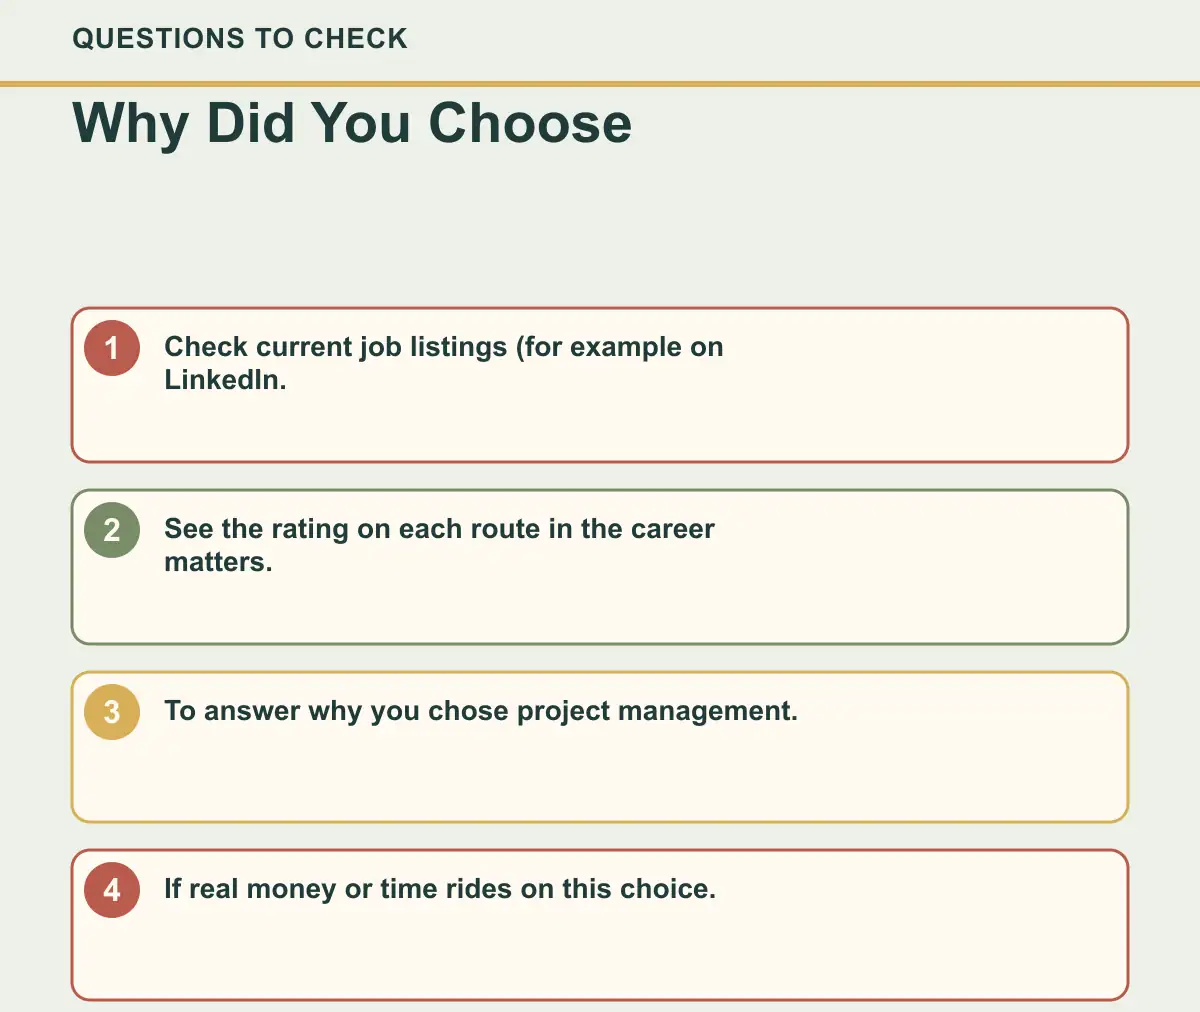 QUESTIONS TO CHECK
Why Did You Choose
1
Check current job listings (for example on
LinkedIn.
2
See the rating on each route in the career
matters.
3
To answer why you chose project management.
4
If real money or time rides on this choice.